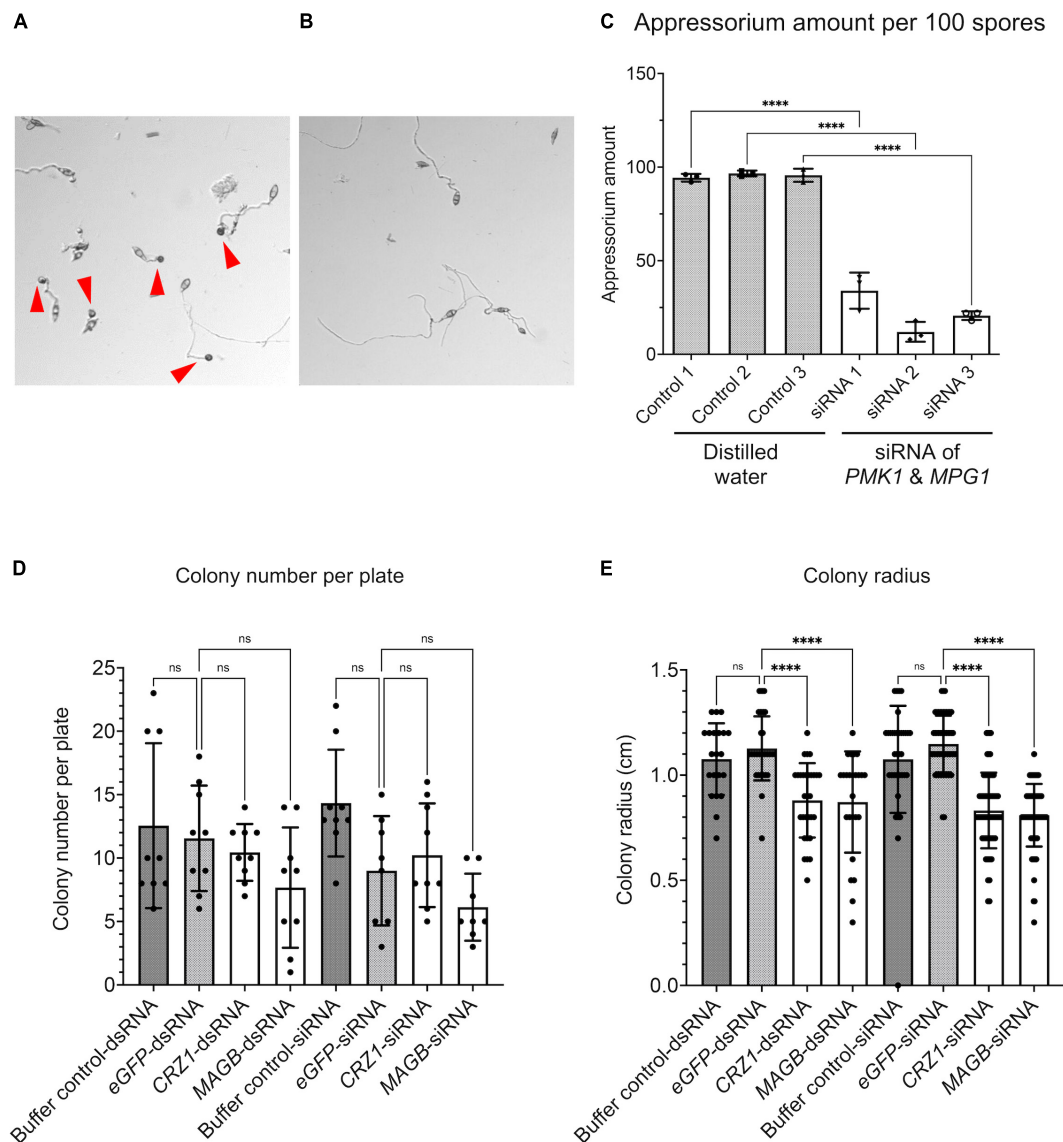 A
B
C Appressorium amount per 100 spores
Appressorium amount
150
100
50
0
****
****
****
Control 1
Control 2
Control 3
siRNA 1
siRNA 2
siRNA 3
Distilled
water
siRNA of
PMK1 & MPG1
D
Colony number per plate
Colony number per plate
25
20
15
10
5
0
ns
ns
ns
ns
ns
ns
Buffer control-dsRNA
eGFP-dsRNA
CRZ1-dsRNA
MAGB-dsRNA
Buffer control-siRNA
eGFP-siRNA
CRZ1-siRNA
MAGB-siRNA
E
Colony radius
Colony radius (cm)
1.5
1.0
0.5
0.0
****
****
ns
****
ns
****
Buffer control-dsRNA
eGFP-dsRNA
CRZ1-dsRNA
MAGB-dsRNA
Buffer control-siRNA
eGFP-siRNA
CRZ1-siRNA
MAGB-siRNA